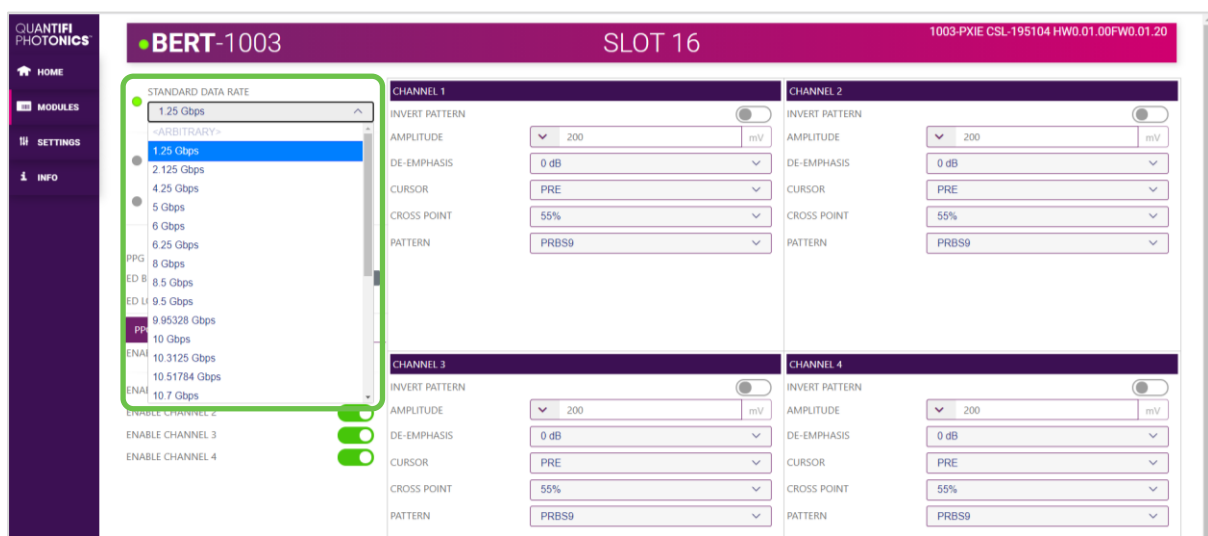 QUANTIFI
PHOTONICS
HOME
MODULES
SETTINGS
INFO
BERT-1003
SLOT 16
1003-PXIE CSL-195104 HW0.01.00FW0.01.20
STANDARD DATA RATE
1.25 Gbps
<ARBITRARY>
1.25 Gbps
2.125 Gbps
4.25 Gbps
5 Gbps
6 Gbps
6.25 Gbps
8 Gbps
8.5 Gbps
9.5 Gbps
9.95328 Gbps
10 Gbps
10.3125 Gbps
10.51784 Gbps
10.7 Gbps
PPG
ED B
ED L
PP
ENA
ENA
ENABLE CHANNEL 2
ENABLE CHANNEL 3
ENABLE CHANNEL 4
CHANNEL 1
INVERT PATTERN
AMPLITUDE 200 mV
DE-EMPHASIS 0 dB
CURSOR PRE
CROSS POINT 55%
PATTERN PRBS9
CHANNEL 2
INVERT PATTERN
AMPLITUDE 200 mV
DE-EMPHASIS 0 dB
CURSOR PRE
CROSS POINT 55%
PATTERN PRBS9
CHANNEL 3
INVERT PATTERN
AMPLITUDE 200 mV
DE-EMPHASIS 0 dB
CURSOR PRE
CROSS POINT 55%
PATTERN PRBS9
CHANNEL 4
INVERT PATTERN
AMPLITUDE 200 mV
DE-EMPHASIS 0 dB
CURSOR PRE
CROSS POINT 55%
PATTERN PRBS9